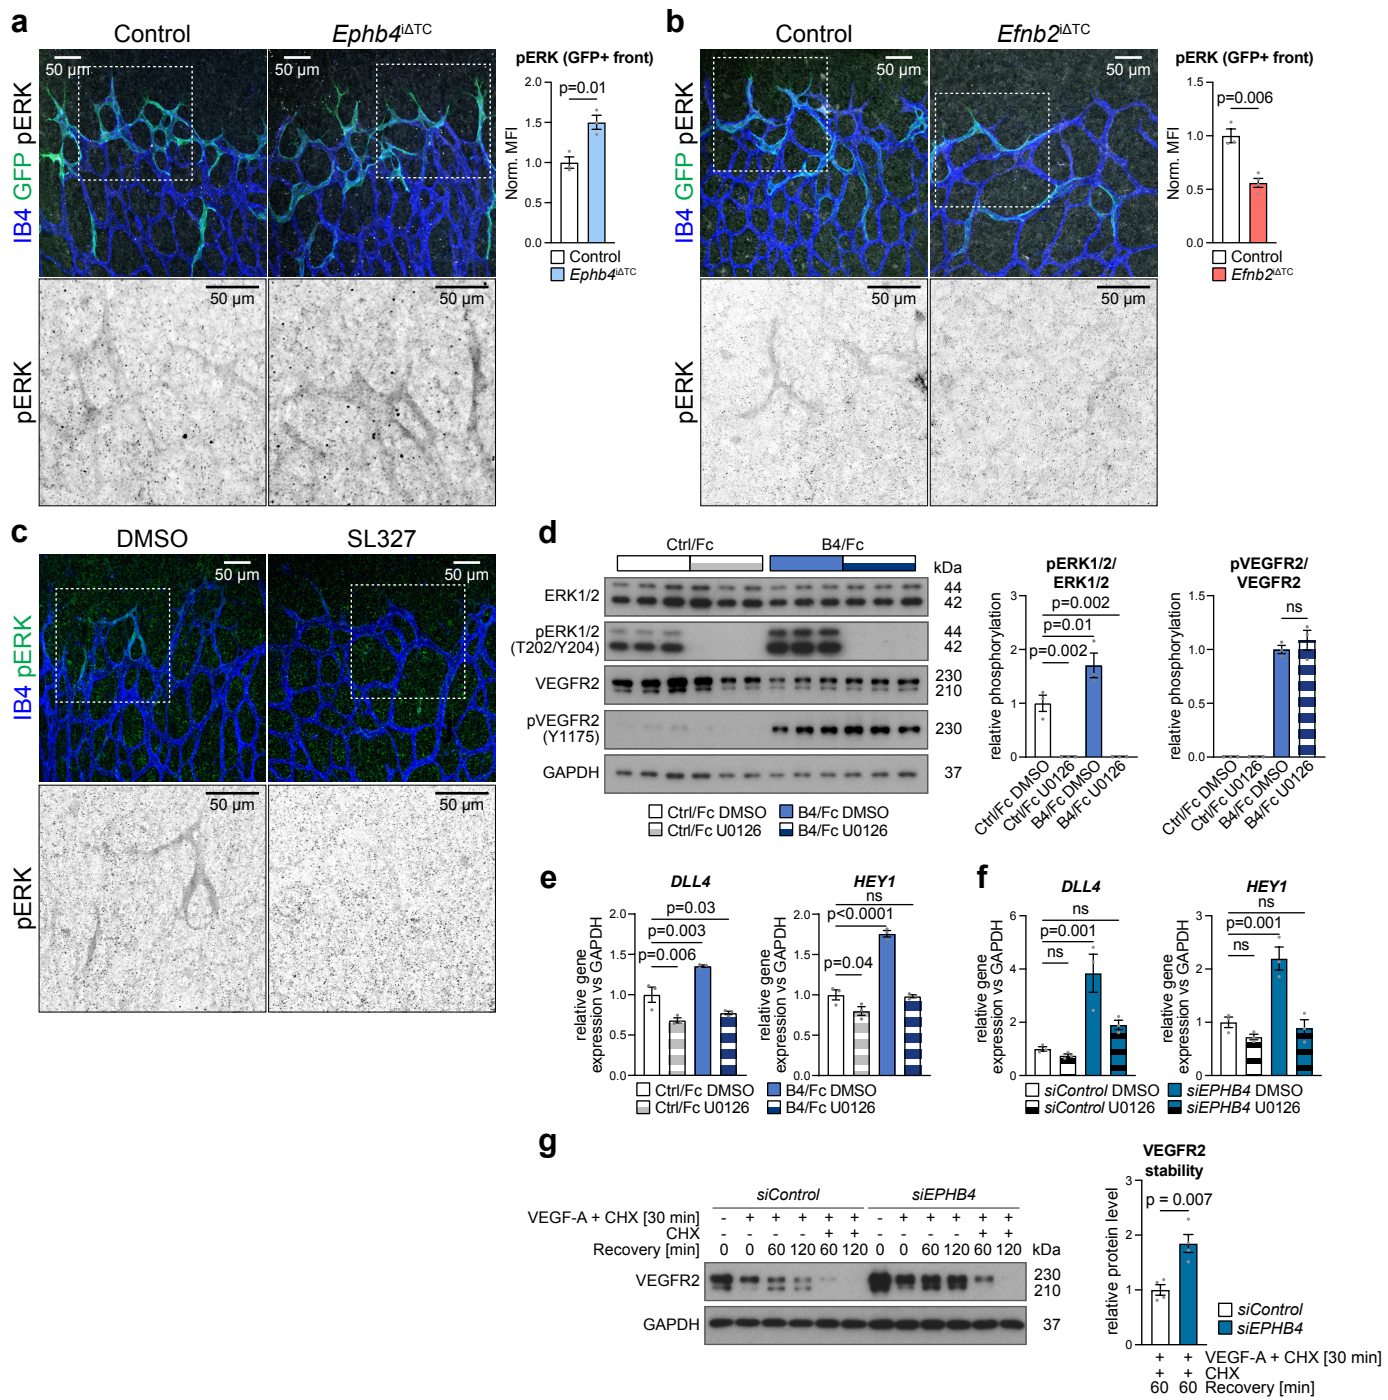 a
Control
Ephb4iΔTC
50 µm
50 µm
IB4 GFP pERK
50 µm
50 µm
pERK
pERK (GFP+ front)
Norm. MFI
2.0
1.5
1.0
0.5
0.0
p=0.01
Control
Ephb4iΔTC
b
Control
Efnb2iΔTC
50 µm
50 µm
IB4 GFP pERK
50 µm
50 µm
pERK
pERK (GFP+ front)
Norm. MFI
1.5
1.0
0.5
0.0
p=0.006
Control
Efnb2iΔTC
c
DMSO
SL327
50 µm
50 µm
IB4 pERK
50 µm
50 µm
pERK
d
Ctrl/Fc
B4/Fc
kDa
ERK1/2
44
42
pERK1/2
(T202/Y204)
44
42
VEGFR2
230
210
pVEGFR2
(Y1175)
230
GAPDH
37
Ctrl/Fc DMSO
B4/Fc DMSO
Ctrl/Fc U0126
B4/Fc U0126
pERK1/2/
ERK1/2
relative phosphorylation
3
2
1
0
p=0.002
p=0.01
p=0.002
Ctrl/Fc DMSO
Ctrl/Fc U0126
B4/Fc DMSO
B4/Fc U0126
pVEGFR2/
VEGFR2
relative phosphorylation
1.5
1.0
0.5
0.0
ns
Ctrl/Fc DMSO
Ctrl/Fc U0126
B4/Fc DMSO
B4/Fc U0126
e
DLL4
relative gene
expression vs GAPDH
2.0
1.5
1.0
0.5
0.0
p=0.03
p=0.003
p=0.006
HEY1
relative gene
expression vs GAPDH
2.0
1.5
1.0
0.5
0.0
ns
p<0.0001
p=0.04
Ctrl/Fc DMSO
B4/Fc DMSO
Ctrl/Fc U0126
B4/Fc U0126
f
DLL4
relative gene
expression vs GAPDH
6
4
2
0
ns
p=0.001
ns
HEY1
relative gene
expression vs GAPDH
3
2
1
0
ns
p=0.001
ns
siControl DMSO
siEPHB4 DMSO
siControl U0126
siEPHB4 U0126
g
siControl
siEPHB4
VEGF-A + CHX [30 min] - + + + + + - + + + + +
CHX - - - - + + - - - - + +
Recovery [min] 0 0 60 120 60 120 0 0 60 120 60 120 kDa
VEGFR2
230
210
GAPDH
37
VEGFR2
stability
relative protein level
3
2
1
0
p = 0.007
siControl
siEPHB4
+ + VEGF-A + CHX [30 min]
+ + CHX
60 60 Recovery [min]